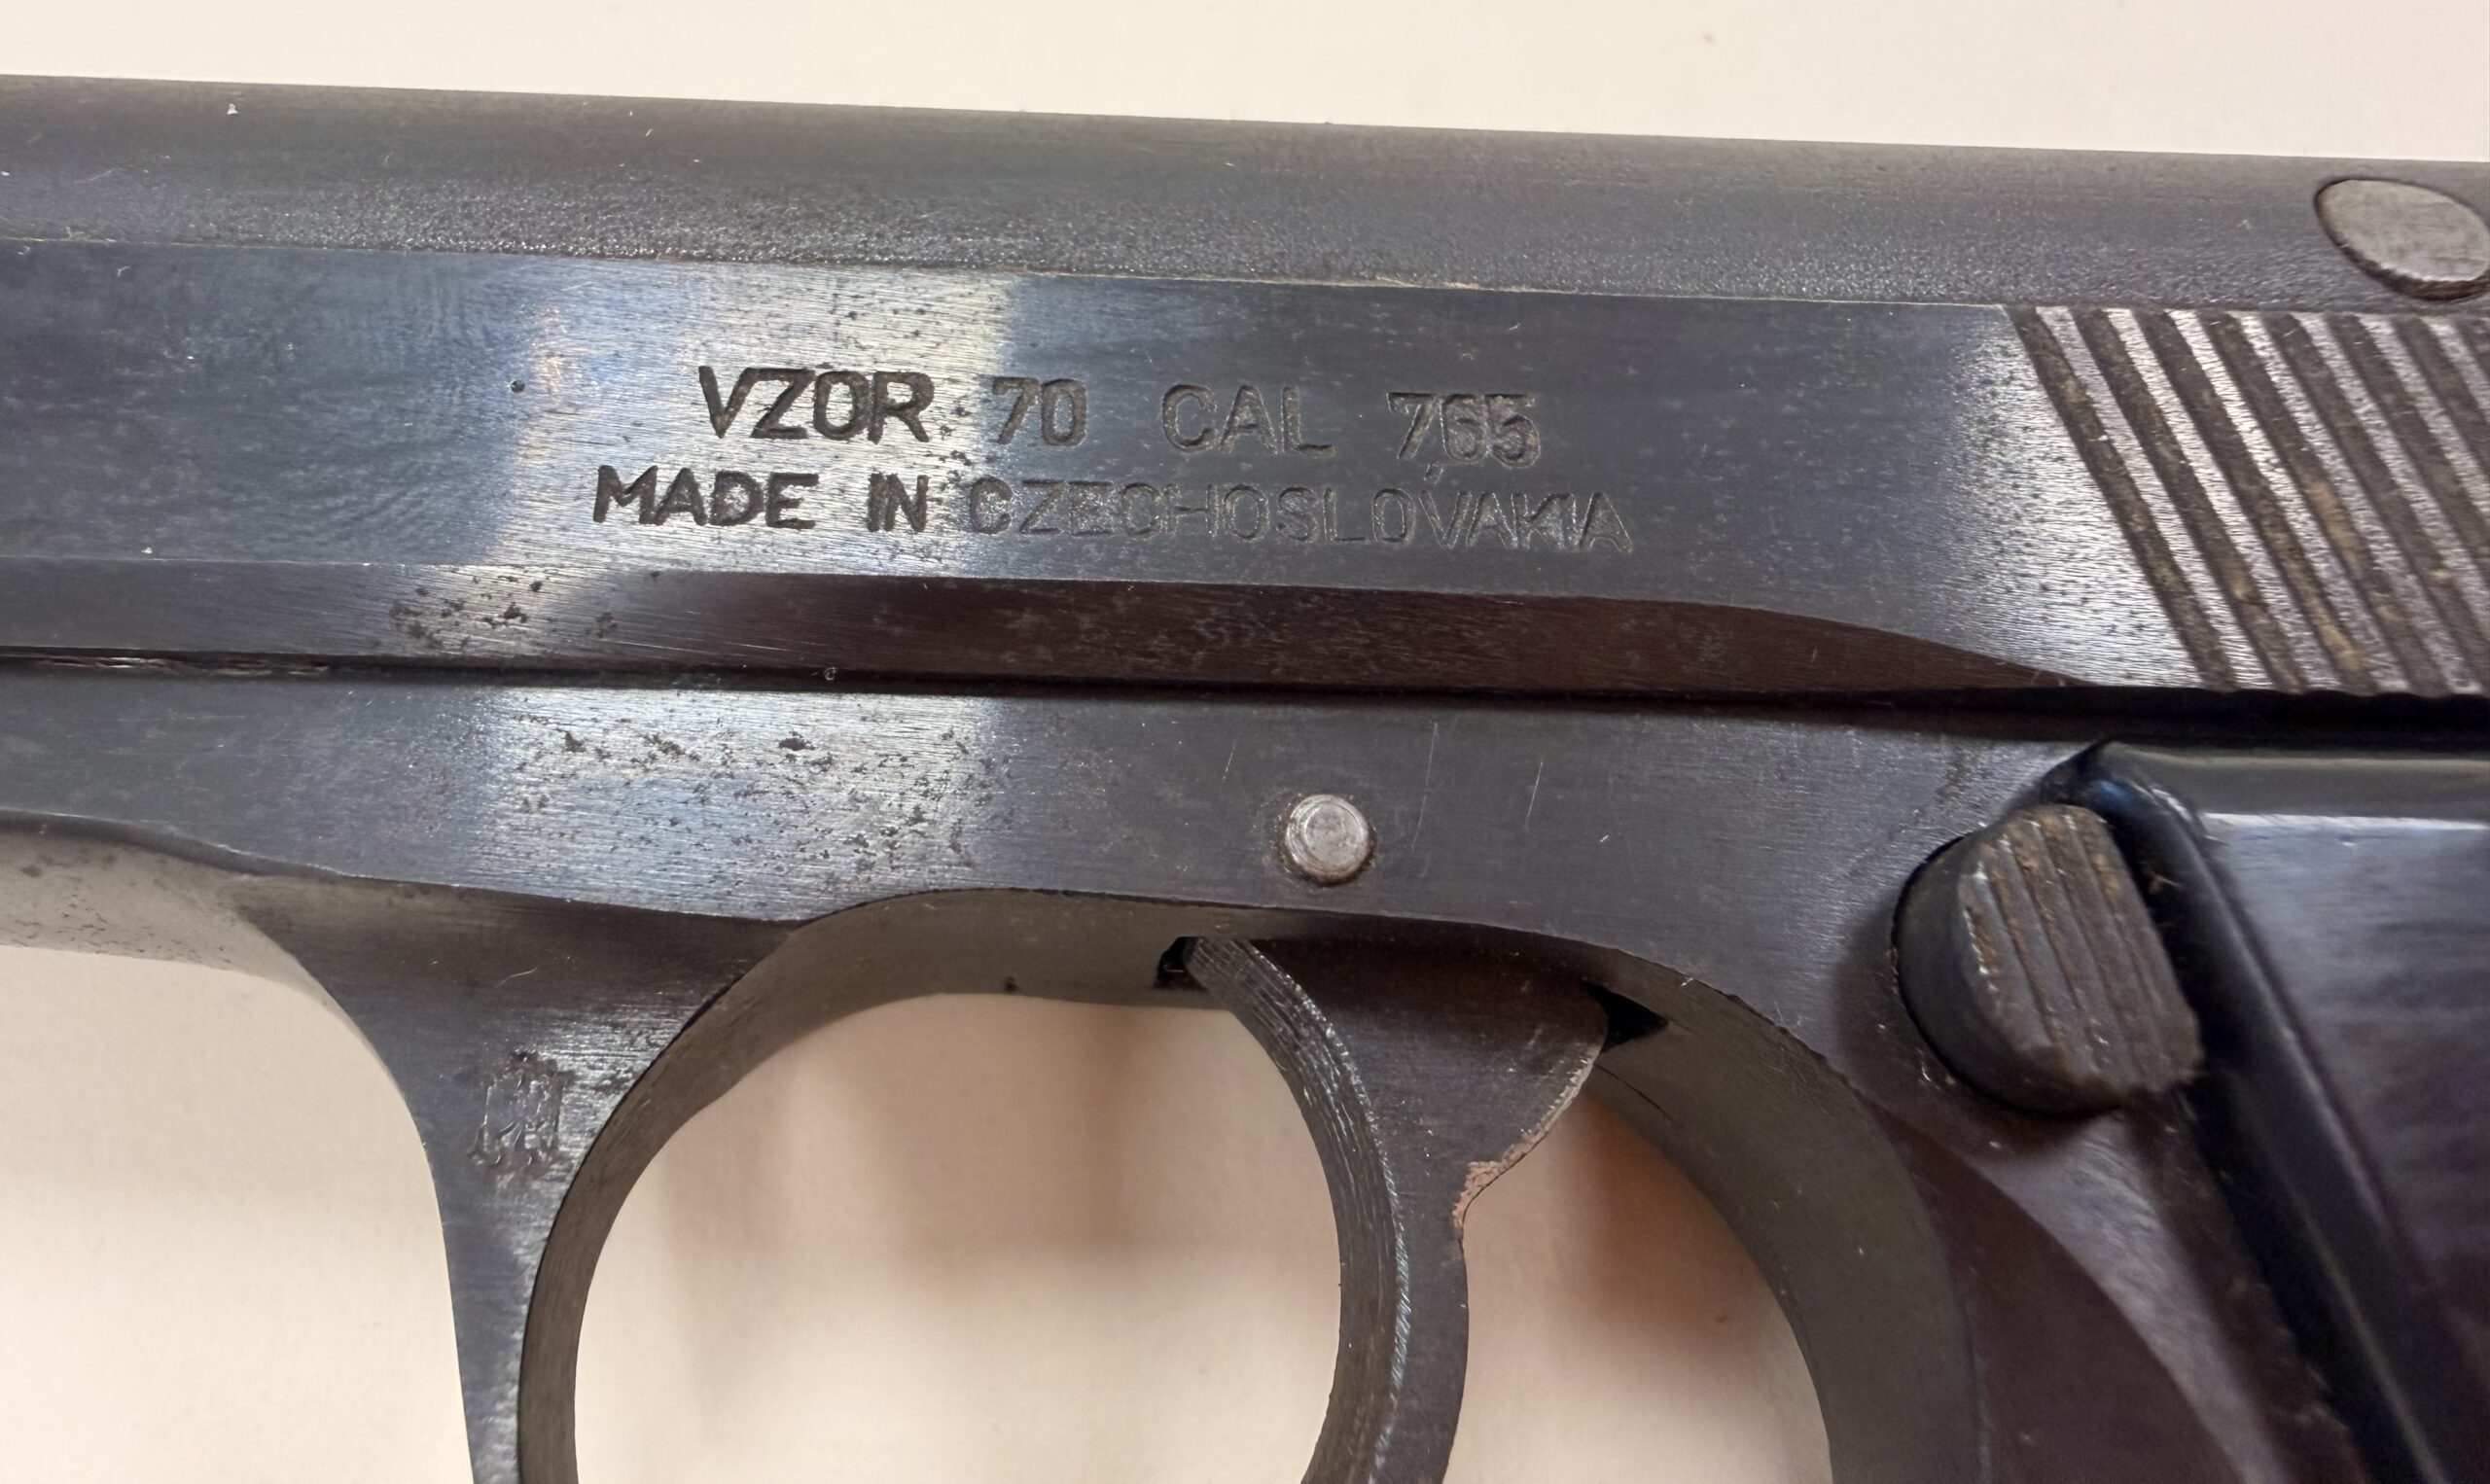 VZOR 70 CAL 7,65
MADE IN CZECHOSLOVAKIA